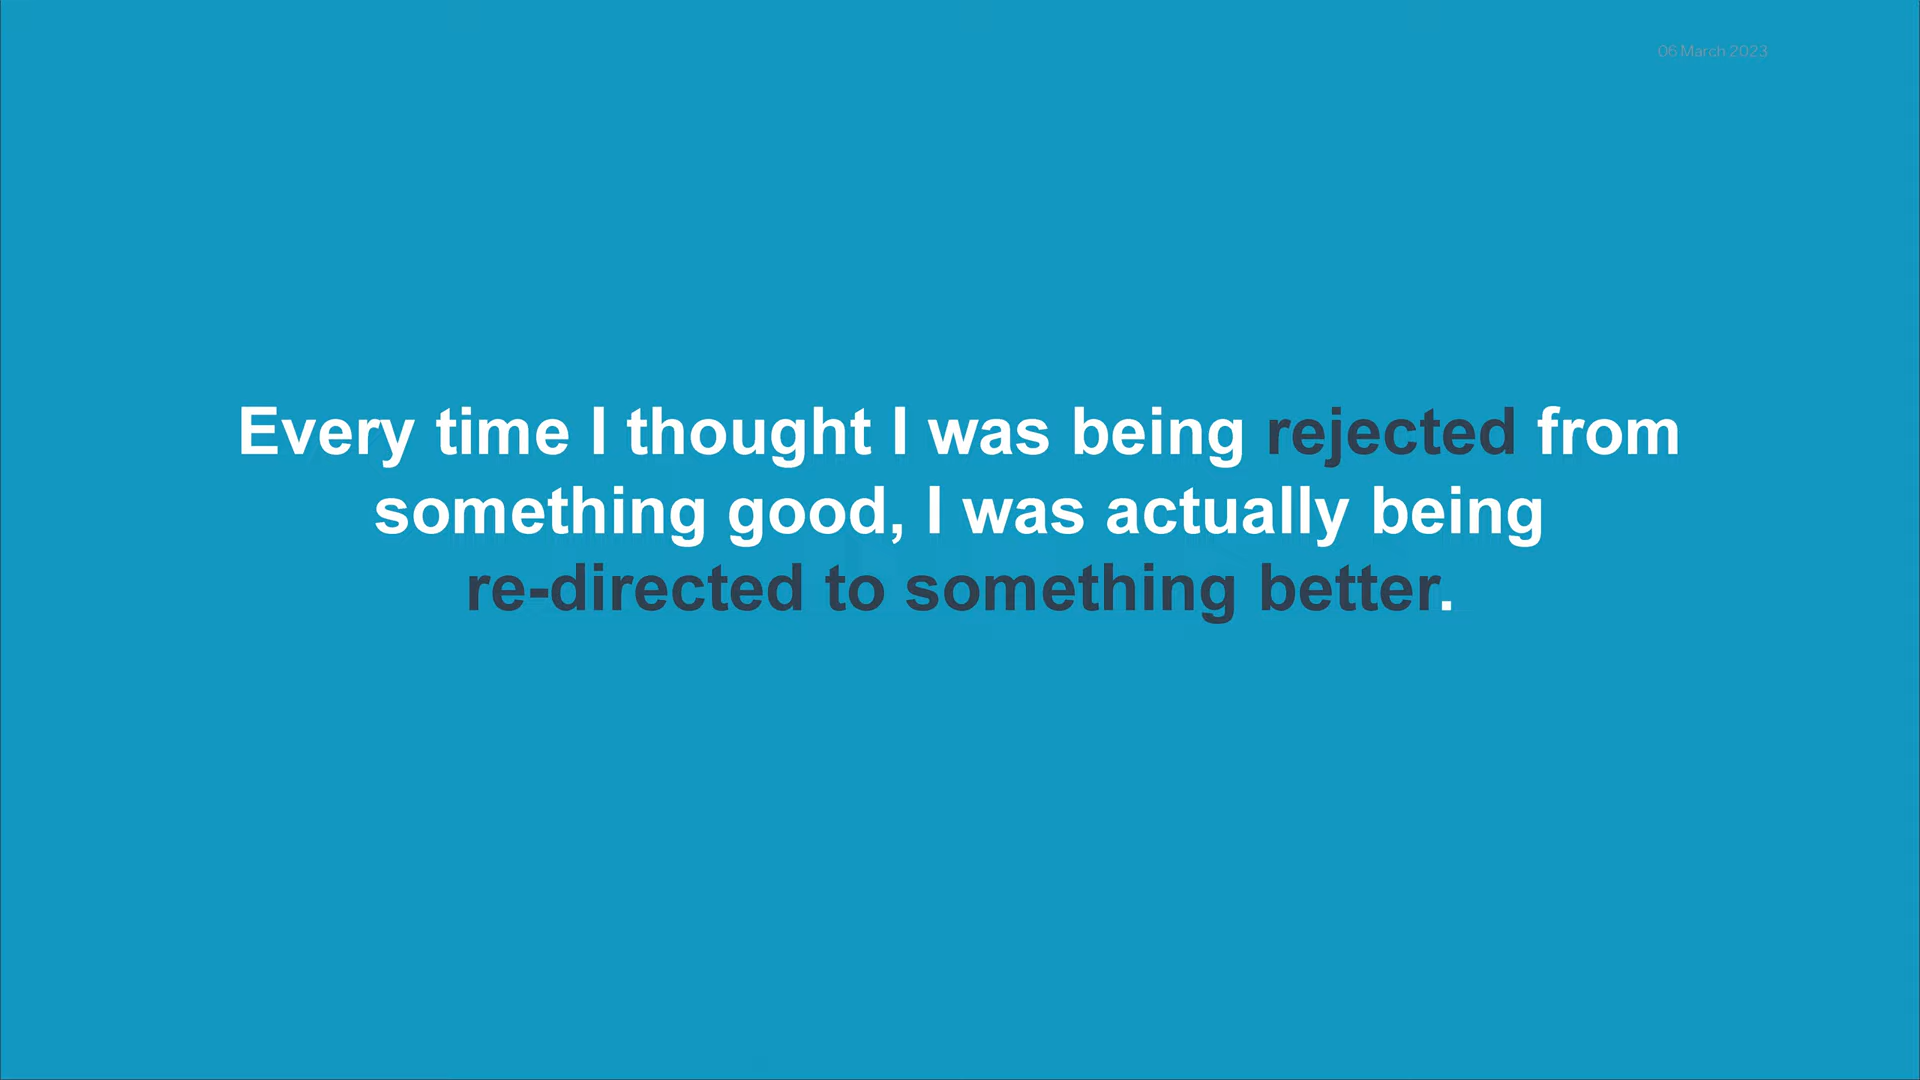 06 March 2023
Every time I thought I was being rejected from
something good, I was actually being
re-directed to something better.